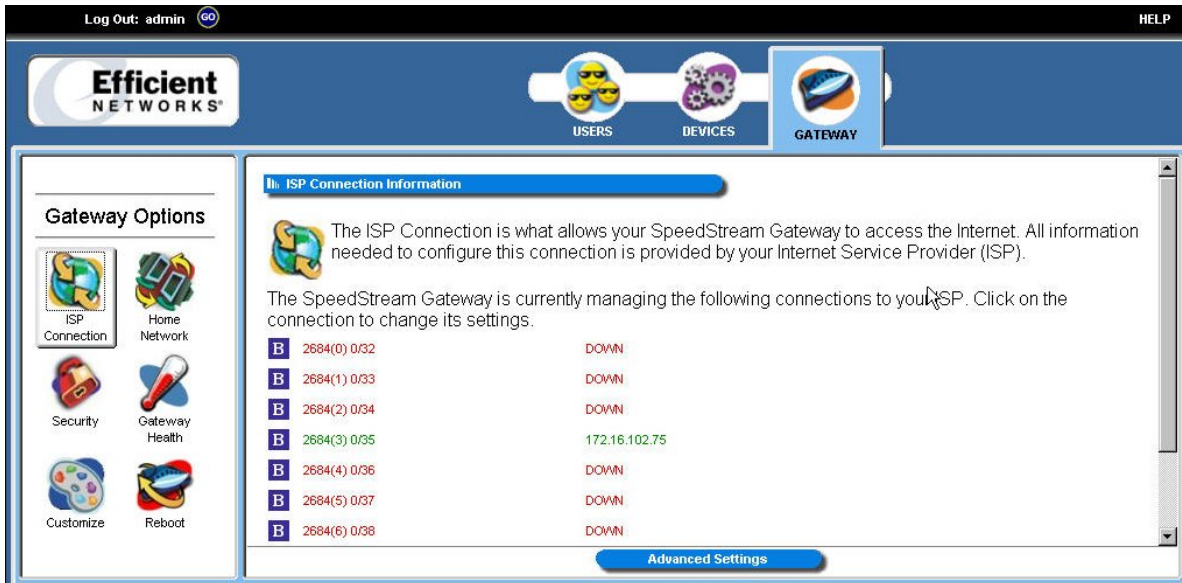 Log Out: admin GO
HELP
Efficient
NETWORKS®
USERS
DEVICES
GATEWAY
Gateway Options
ISP
Connection
Home
Network
Security
Gateway
Health
Customize
Reboot
ISP Connection Information
The ISP Connection is what allows your SpeedStream Gateway to access the Internet. All information
needed to configure this connection is provided by your Internet Service Provider (ISP).
The SpeedStream Gateway is currently managing the following connections to your ISP. Click on the
connection to change its settings.
B 2684(0) 0/32 DOWN
B 2684(1) 0/33 DOWN
B 2684(2) 0/34 DOWN
B 2684(3) 0/35 172.16.102.75
B 2684(4) 0/36 DOWN
B 2684(5) 0/37 DOWN
B 2684(6) 0/38 DOWN
Advanced Settings